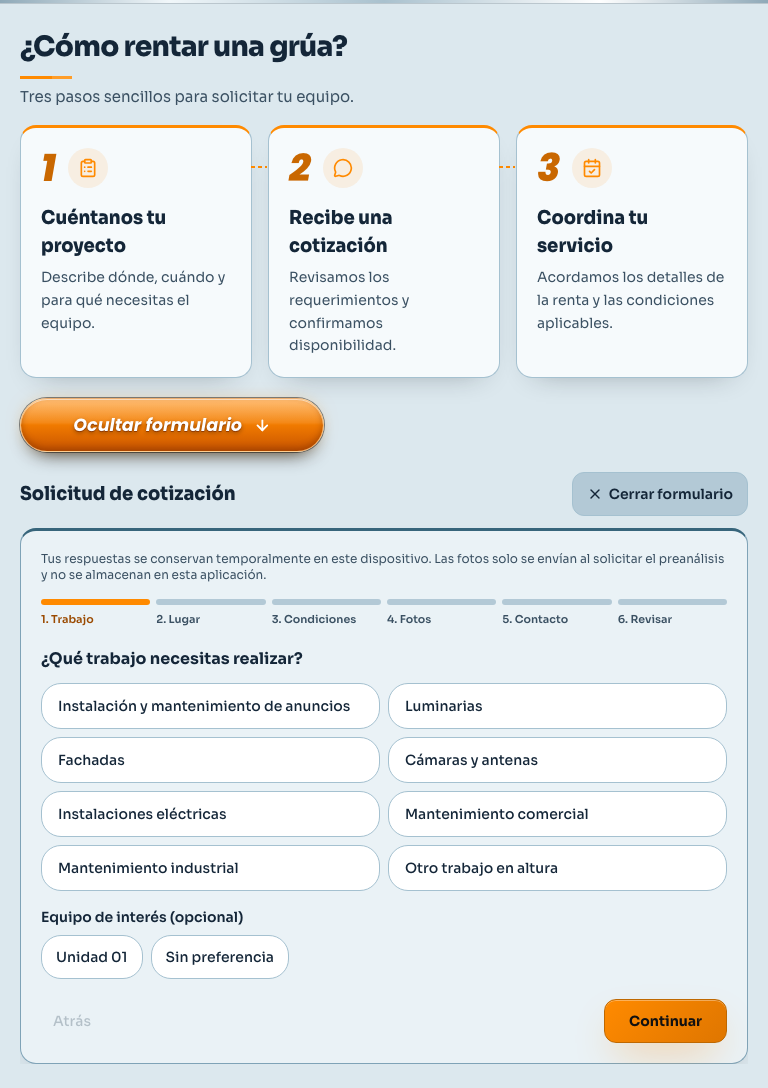 ¿Cómo rentar una grúa?
Tres pasos sencillos para solicitar tu equipo.
1
Cuéntanos tu
proyecto
Describe dónde, cuándo y
para qué necesitas el
equipo.
2
Recibe una
cotización
Revisamos los
requerimientos y
confirmamos
disponibilidad.
3
Coordina tu
servicio
Acordamos los detalles de
la renta y las condiciones
aplicables.
Ocultar formulario ↓
Solicitud de cotización
× Cerrar formulario
Tus respuestas se conservan temporalmente en este dispositivo. Las fotos solo se envían al solicitar el preanálisis
y no se almacenan en esta aplicación.
1. Trabajo 2. Lugar 3. Condiciones 4. Fotos 5. Contacto 6. Revisar
¿Qué trabajo necesitas realizar?
Instalación y mantenimiento de anuncios Luminarias
Fachadas Cámaras y antenas
Instalaciones eléctricas Mantenimiento comercial
Mantenimiento industrial Otro trabajo en altura
Equipo de interés (opcional)
Unidad 01 Sin preferencia
Atrás Continuar